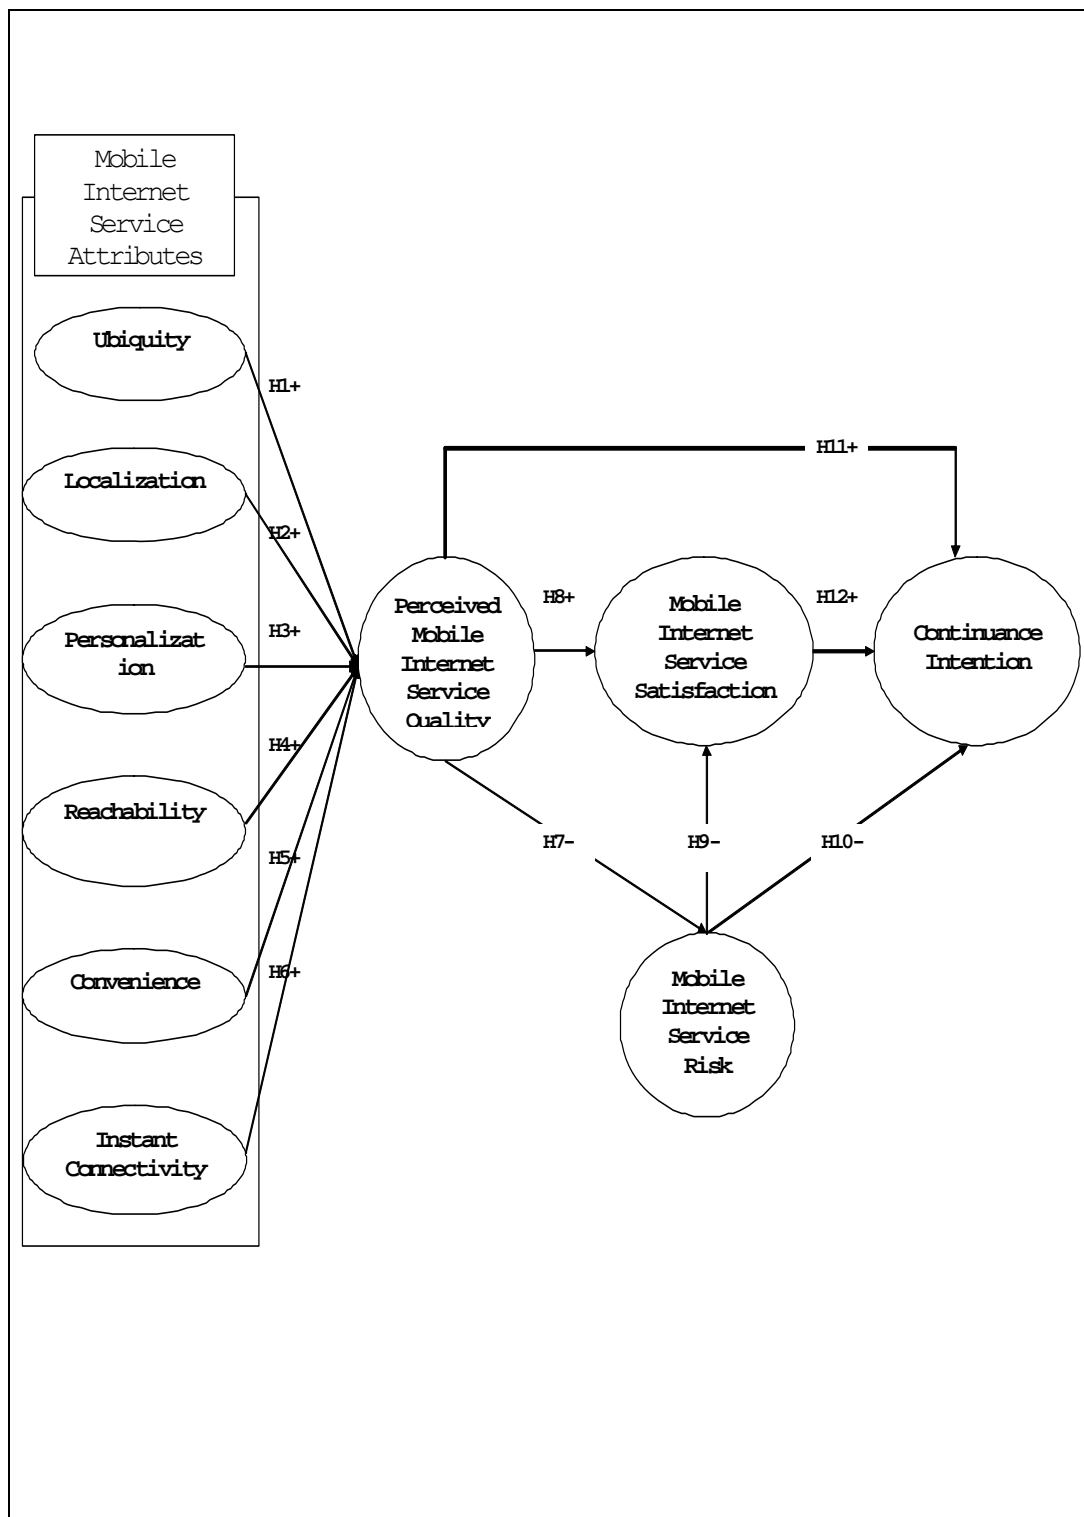 Mobile
Internet
Service
Attributes
Ubiquity
H1+
Localization
H2+
Personalizat
ion
H3+
Reachability
H4+
Convenience
H5+
Instant
Connectivity
H6+
Perceived
Mobile
Internet
Service
Quality
H11+
H8+
Mobile
Internet
Service
Satisfaction
H12+
Continuance
Intention
H7-
H9-
H10-
Mobile
Internet
Service
Risk